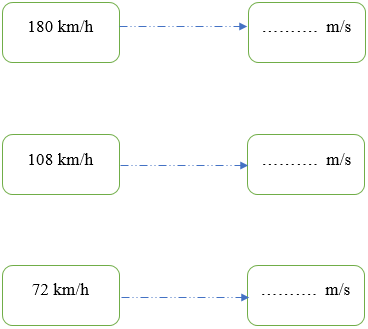 180 km/h ………. m/s
108 km/h ………. m/s
72 km/h ………. m/s